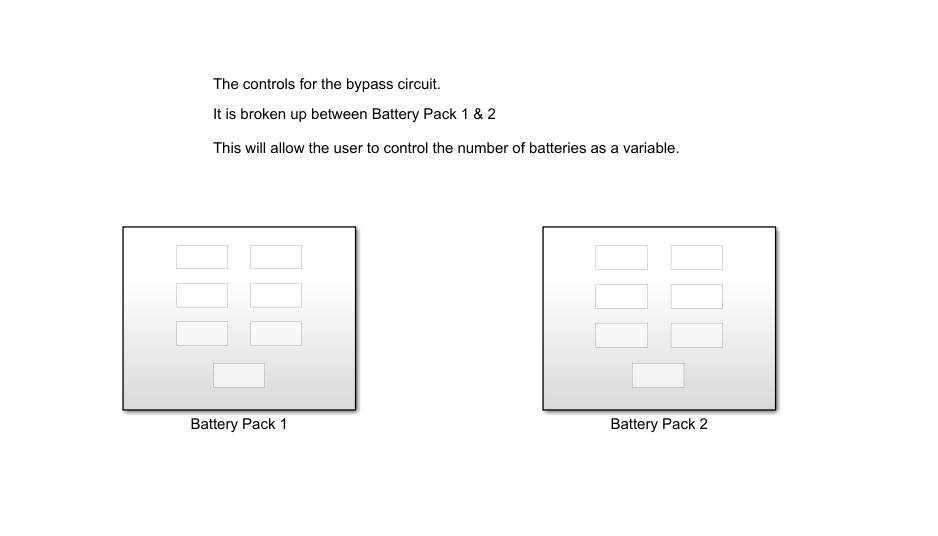 The controls for the bypass circuit.
It is broken up between Battery Pack 1 & 2
This will allow the user to control the number of batteries as a variable.
Battery Pack 1
Battery Pack 2